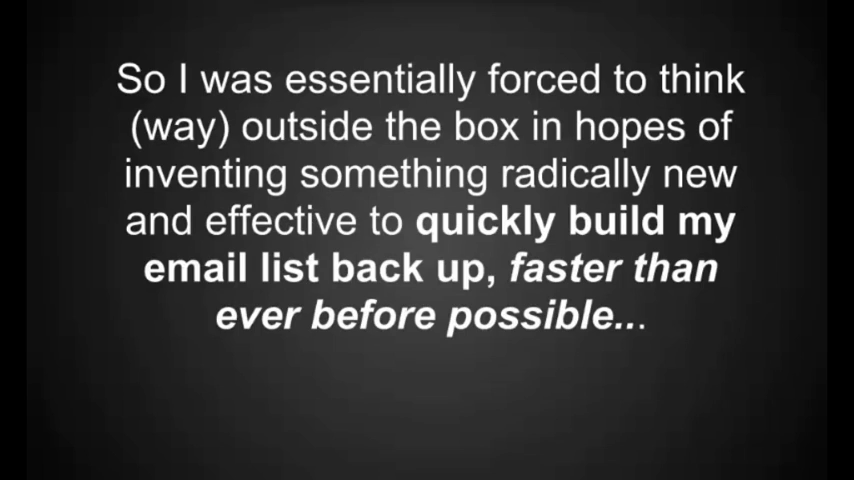 So I was essentially forced to think
(way) outside the box in hopes of
inventing something radically new
and effective to quickly build my
email list back up, faster than
ever before possible...